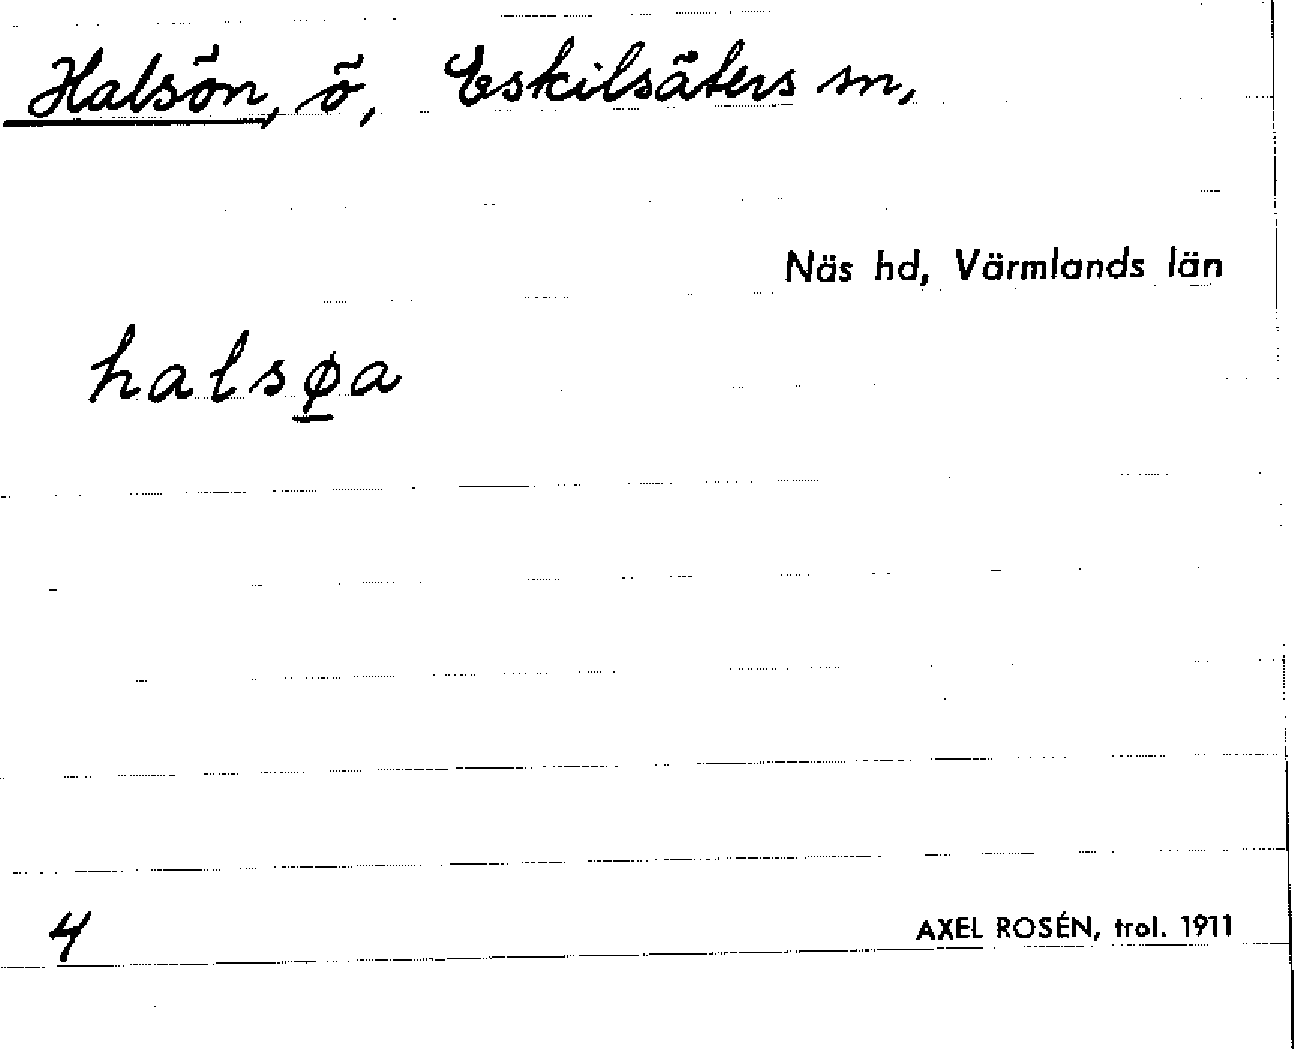 Halsön, ö, Eskilsäters sn,
Näs hd, Värmlands län
halsøa
4
AXEL ROSÉN, trol. 1911